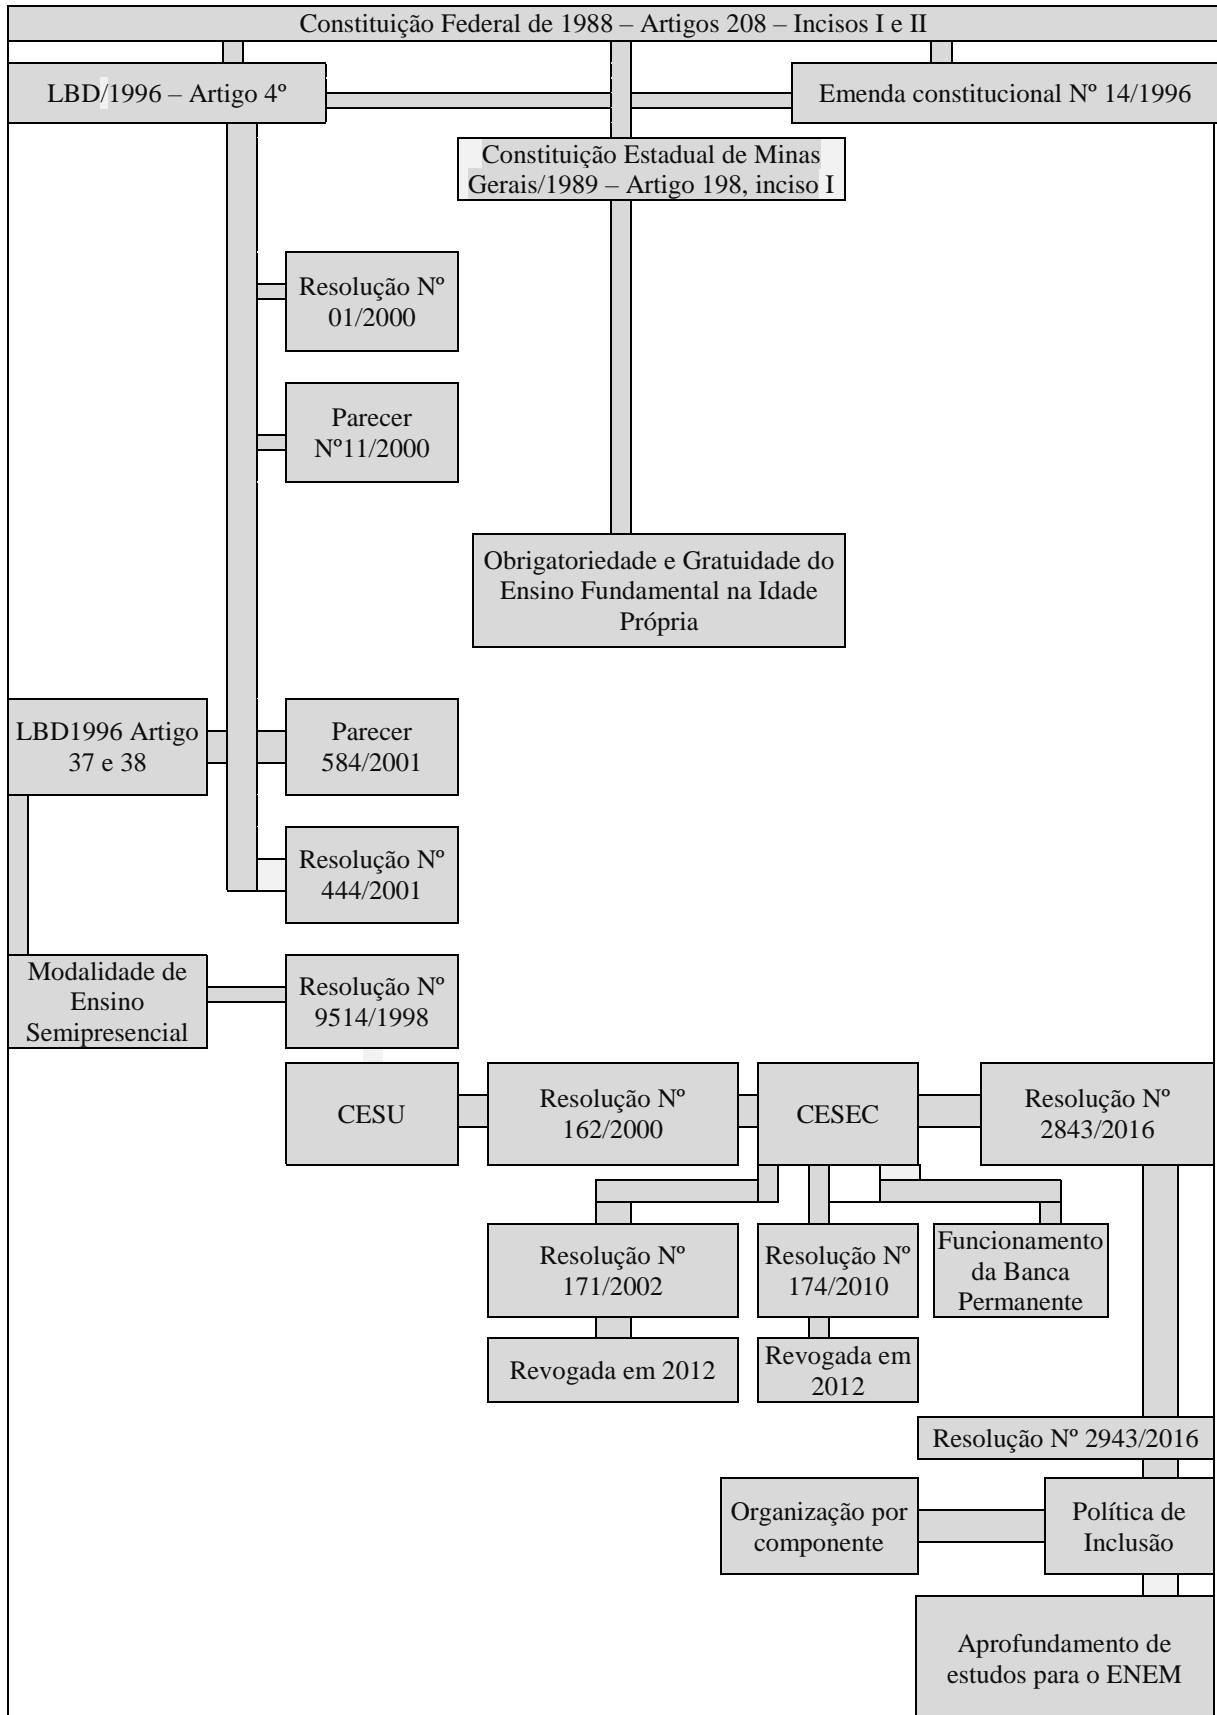 Constituição Federal de 1988 – Artigos 208 – Incisos I e II
LBD/1996 – Artigo 4º
Emenda constitucional Nº 14/1996
Constituição Estadual de Minas
Gerais/1989 – Artigo 198, inciso I
Resolução Nº
01/2000
Parecer
Nº11/2000
Obrigatoriedade e Gratuidade do
Ensino Fundamental na Idade
Própria
LBD1996 Artigo
37 e 38
Parecer
584/2001
Resolução Nº
444/2001
Modalidade de
Ensino
Semipresencial
Resolução Nº
9514/1998
CESU
Resolução Nº
162/2000
CESEC
Resolução Nº
2843/2016
Resolução Nº
171/2002
Resolução Nº
174/2010
Funcionamento
da Banca
Permanente
Revogada em 2012
Revogada em
2012
Resolução Nº 2943/2016
Organização por
componente
Política de
Inclusão
Aprofundamento de
estudos para o ENEM